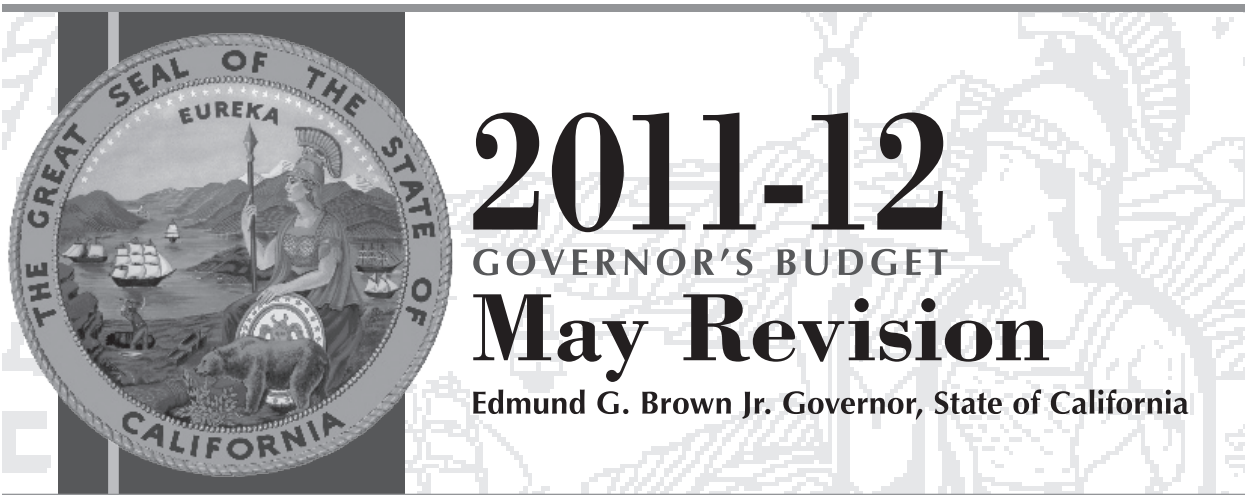 THE GREAT SEAL OF THE STATE OF CALIFORNIA
EUREKA
2011-12
GOVERNOR'S BUDGET
May Revision
Edmund G. Brown Jr. Governor, State of California